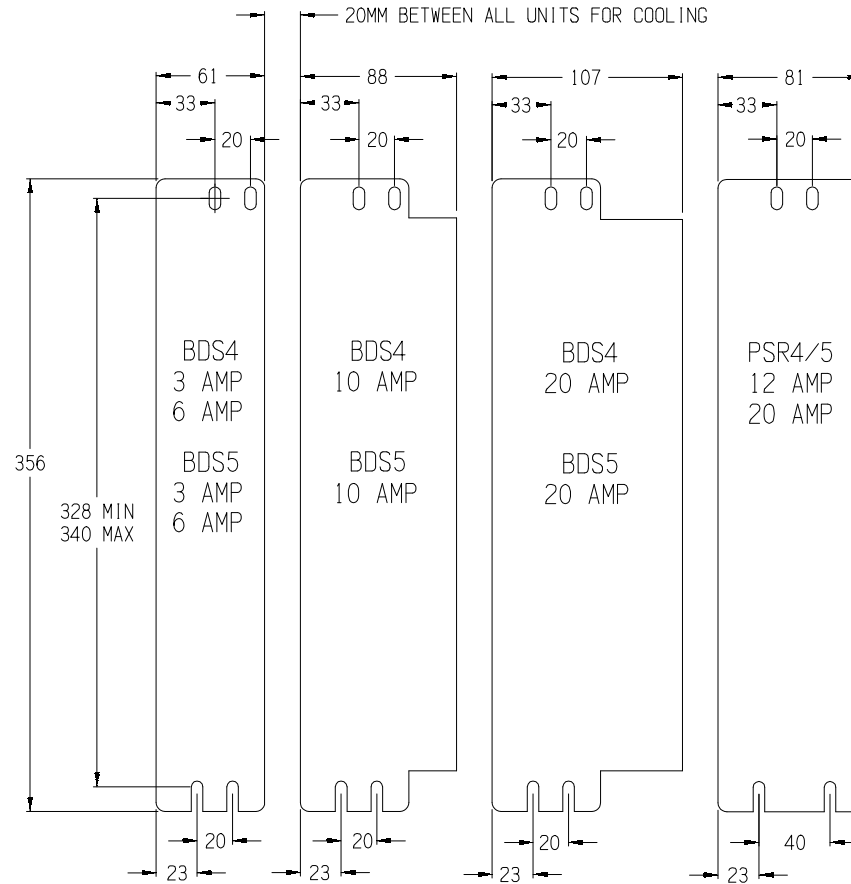 20MM BETWEEN ALL UNITS FOR COOLING
61
88
107
81
33
33
33
33
20
20
20
20
BDS4
3 AMP
6 AMP
BDS5
3 AMP
6 AMP
BDS4
10 AMP
BDS5
10 AMP
BDS4
20 AMP
BDS5
20 AMP
PSR4/5
12 AMP
20 AMP
356
328 MIN
340 MAX
20
20
20
40
23
23
23
23